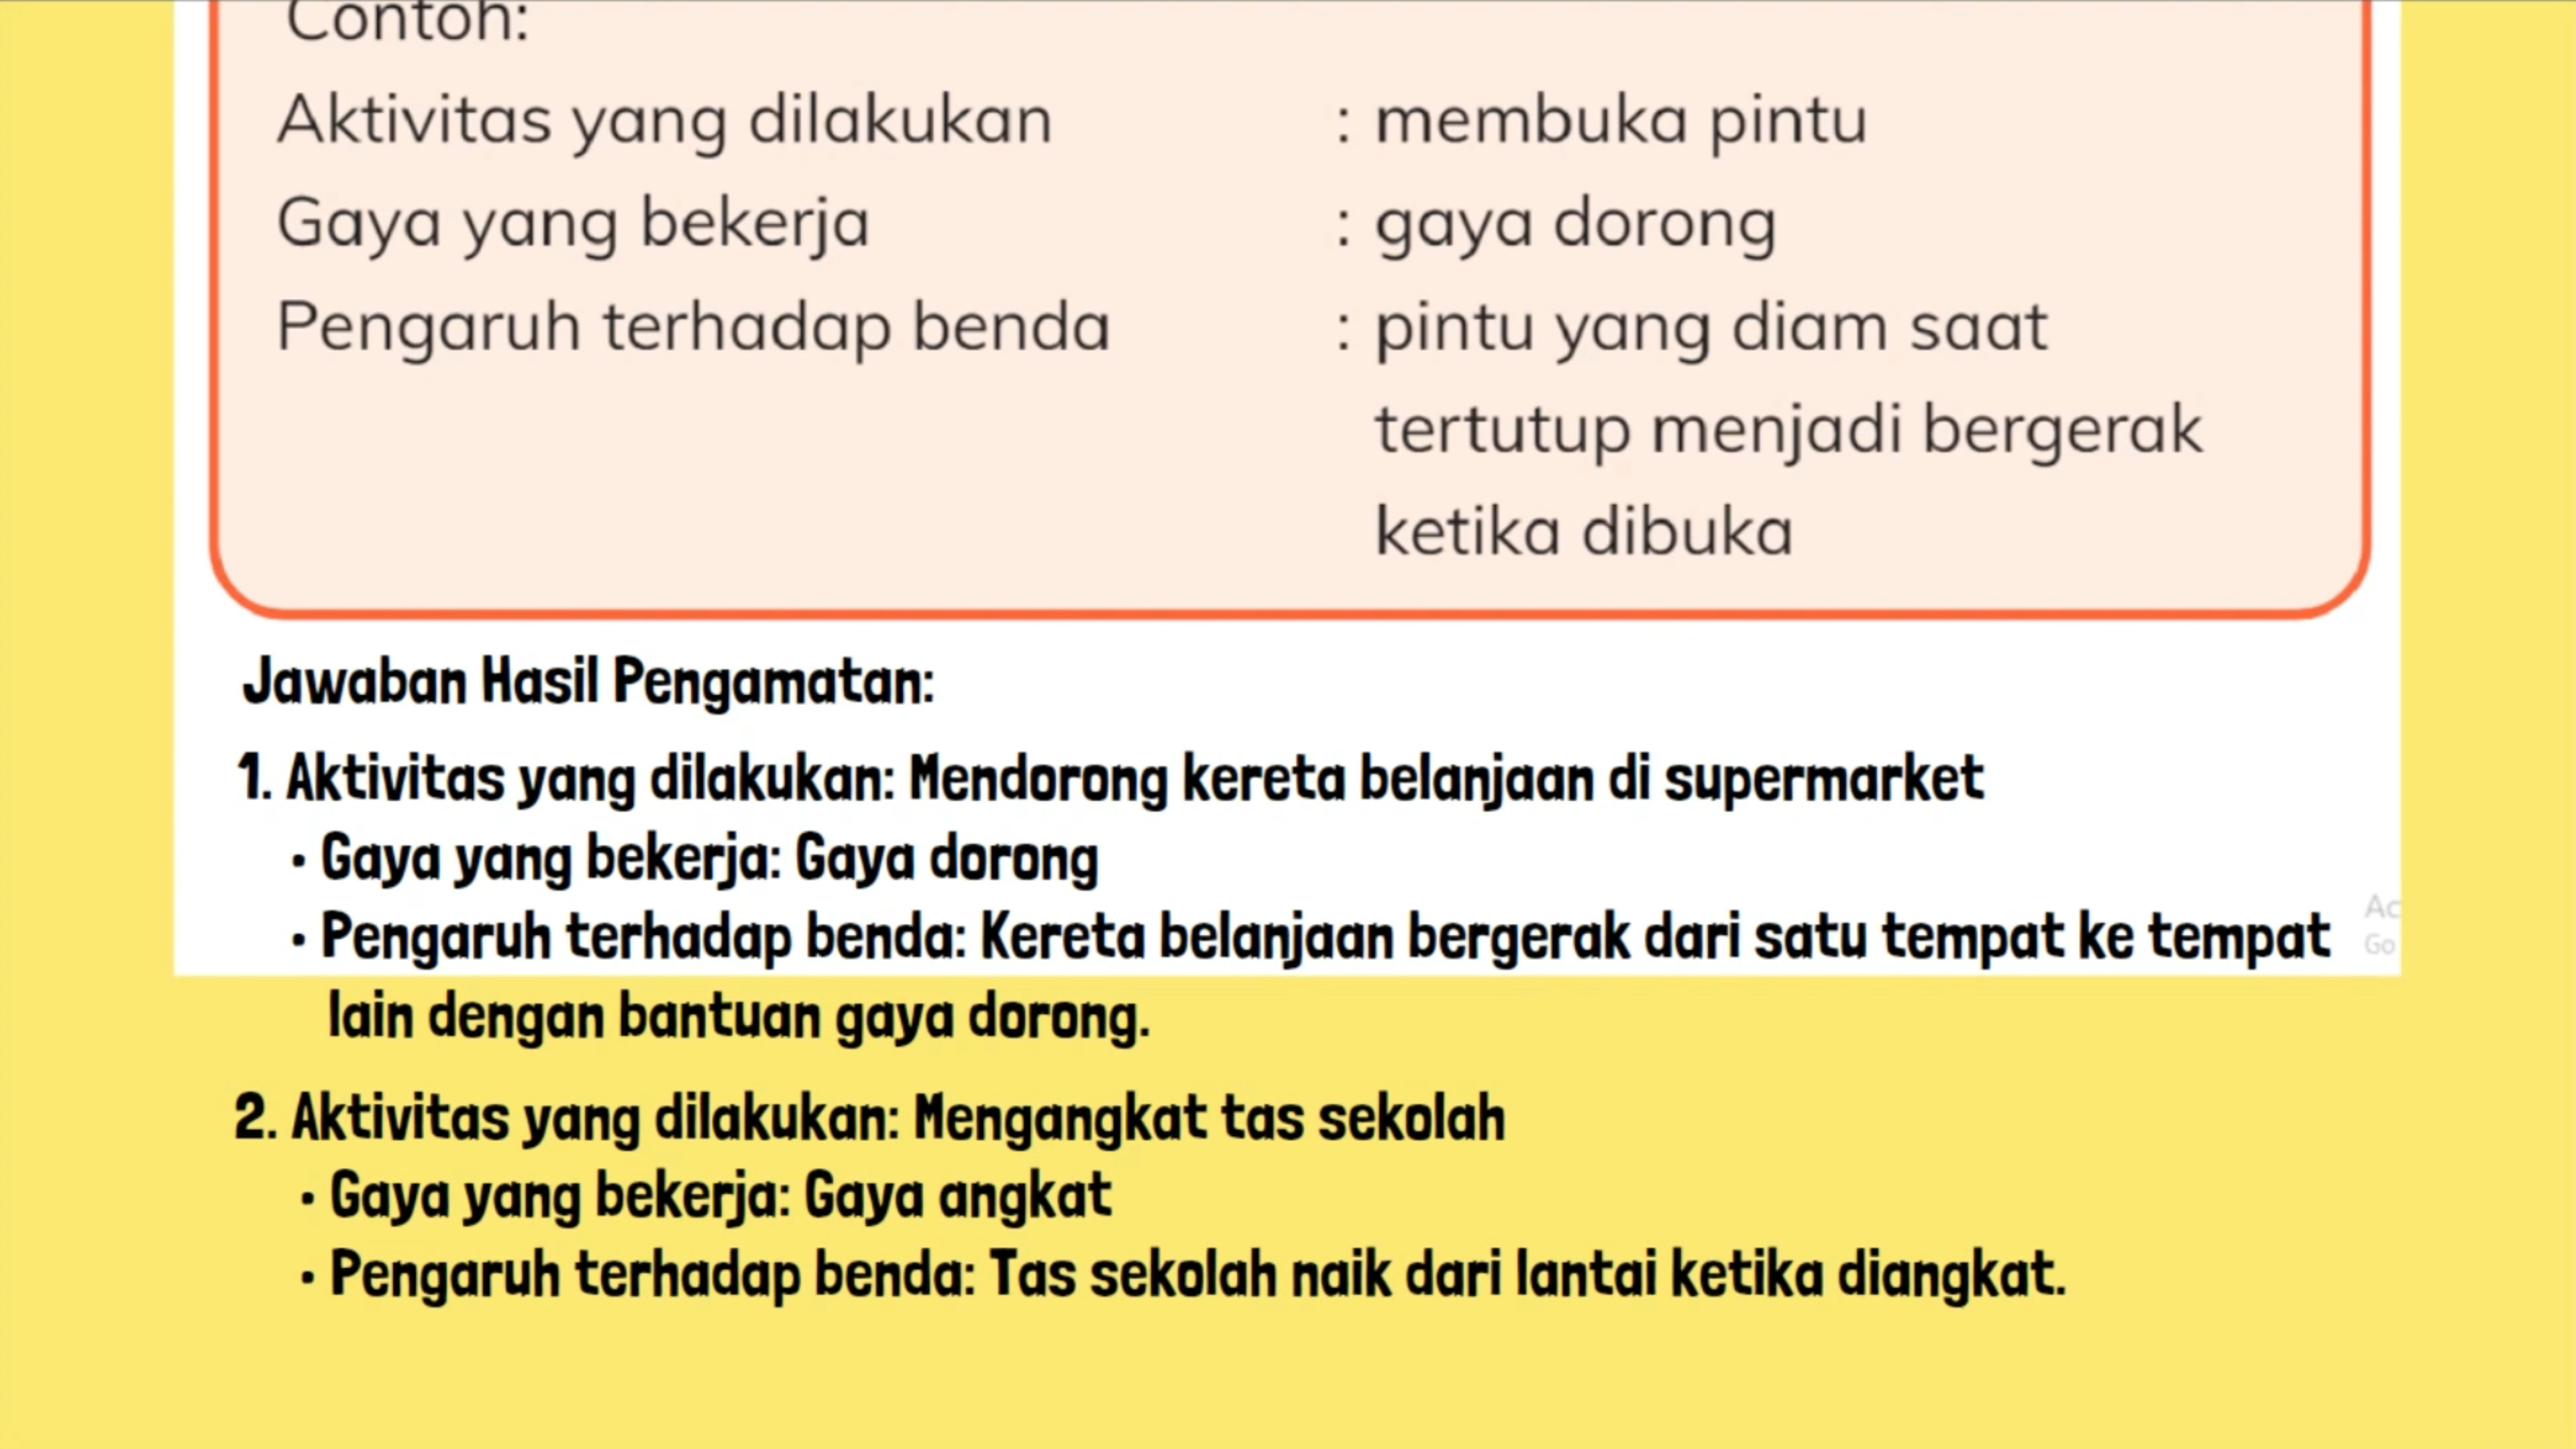 Contoh:
Aktivitas yang dilakukan : membuka pintu
Gaya yang bekerja : gaya dorong
Pengaruh terhadap benda : pintu yang diam saat
tertutup menjadi bergerak
ketika dibuka
Jawaban Hasil Pengamatan:
1. Aktivitas yang dilakukan: Mendorong kereta belanjaan di supermarket
• Gaya yang bekerja: Gaya dorong
• Pengaruh terhadap benda: Kereta belanjaan bergerak dari satu tempat ke tempat
lain dengan bantuan gaya dorong.
2. Aktivitas yang dilakukan: Mengangkat tas sekolah
• Gaya yang bekerja: Gaya angkat
• Pengaruh terhadap benda: Tas sekolah naik dari lantai ketika diangkat.
Ac
Go